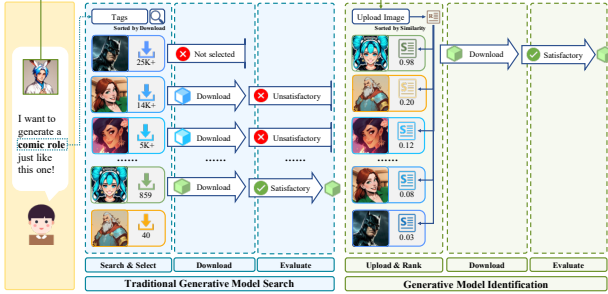 I want to
generate a
comic role
just like
this one!
Tags
Sorted by Download
25K+
Not selected
14K+
Download
Unsatisfactory
5K+
Download
Unsatisfactory
......
......
......
859
Download
Satisfactory
40
Search & Select
Download
Evaluate
Traditional Generative Model Search
Upload Image
Sorted by Similarity
0.98
Download
Satisfactory
0.20
0.12
......
0.08
0.03
Upload & Rank
Download
Evaluate
Generative Model Identification